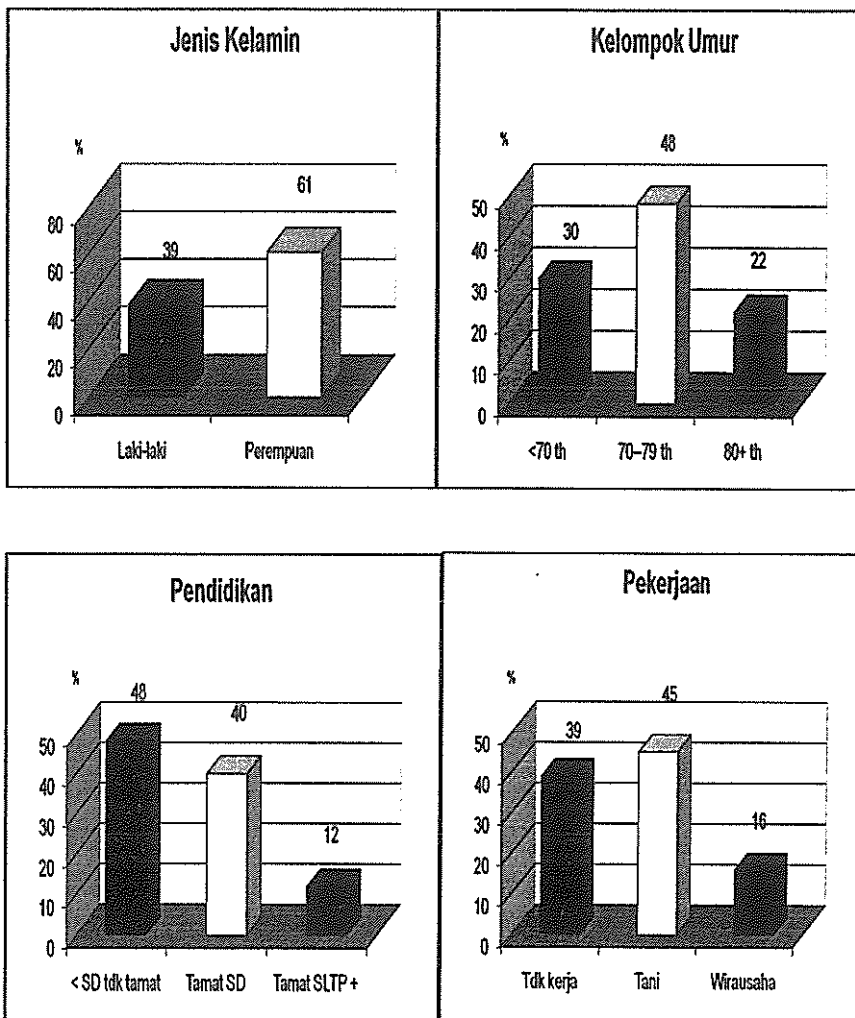 Jenis Kelamin
%
61
39
80
60
40
20
0
Laki-laki
Perempuan
Kelompok Umur
%
48
30
22
50
40
30
20
10
0
<70 th
70–79 th
80+ th
Pendidikan
%
48
40
12
50
40
30
20
10
0
< SD tdk tamat
Tamat SD
Tamat SLTP +
Pekerjaan
%
45
39
16
50
40
30
20
10
0
Tdk kerja
Tani
Wirausaha